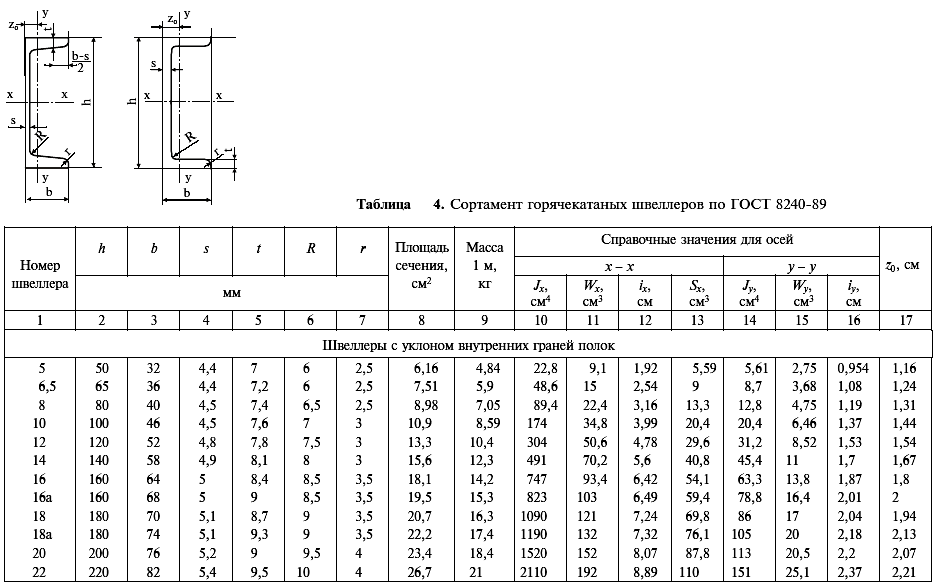 z₀ y
t
b-s
2
x x
h
s
R
r
y
b
z₀ y
s
x x
h
R
r
t
y
b
Таблица 4. Сортамент горячекатаных швеллеров по ГОСТ 8240-89
Номер швеллера h b s t R r Площадь сечения, см² Масса 1 м, кг Справочные значения для осей z₀, см
мм x – x y – y
Jₓ, см⁴ Wₓ, см³ iₓ, см Sₓ, см³ Jᵧ, см⁴ Wᵧ, см³ iᵧ, см
1 2 3 4 5 6 7 8 9 10 11 12 13 14 15 16 17
Швеллеры с уклоном внутренних граней полок
5 50 32 4,4 7 6 2,5 6,16 4,84 22,8 9,1 1,92 5,59 5,61 2,75 0,954 1,16
6,5 65 36 4,4 7,2 6 2,5 7,51 5,9 48,6 15 2,54 9 8,7 3,68 1,08 1,24
8 80 40 4,5 7,4 6,5 2,5 8,98 7,05 89,4 22,4 3,16 13,3 12,8 4,75 1,19 1,31
10 100 46 4,5 7,6 7 3 10,9 8,59 174 34,8 3,99 20,4 20,4 6,46 1,37 1,44
12 120 52 4,8 7,8 7,5 3 13,3 10,4 304 50,6 4,78 29,6 31,2 8,52 1,53 1,54
14 140 58 4,9 8,1 8 3 15,6 12,3 491 70,2 5,6 40,8 45,4 11 1,7 1,67
16 160 64 5 8,4 8,5 3,5 18,1 14,2 747 93,4 6,42 54,1 63,3 13,8 1,87 1,8
16а 160 68 5 9 8,5 3,5 19,5 15,3 823 103 6,49 59,4 78,8 16,4 2,01 2
18 180 70 5,1 8,7 9 3,5 20,7 16,3 1090 121 7,24 69,8 86 17 2,04 1,94
18а 180 74 5,1 9,3 9 3,5 22,2 17,4 1190 132 7,32 76,1 105 20 2,18 2,13
20 200 76 5,2 9 9,5 4 23,4 18,4 1520 152 8,07 87,8 113 20,5 2,2 2,07
22 220 82 5,4 9,5 10 4 26,7 21 2110 192 8,89 110 151 25,1 2,37 2,21